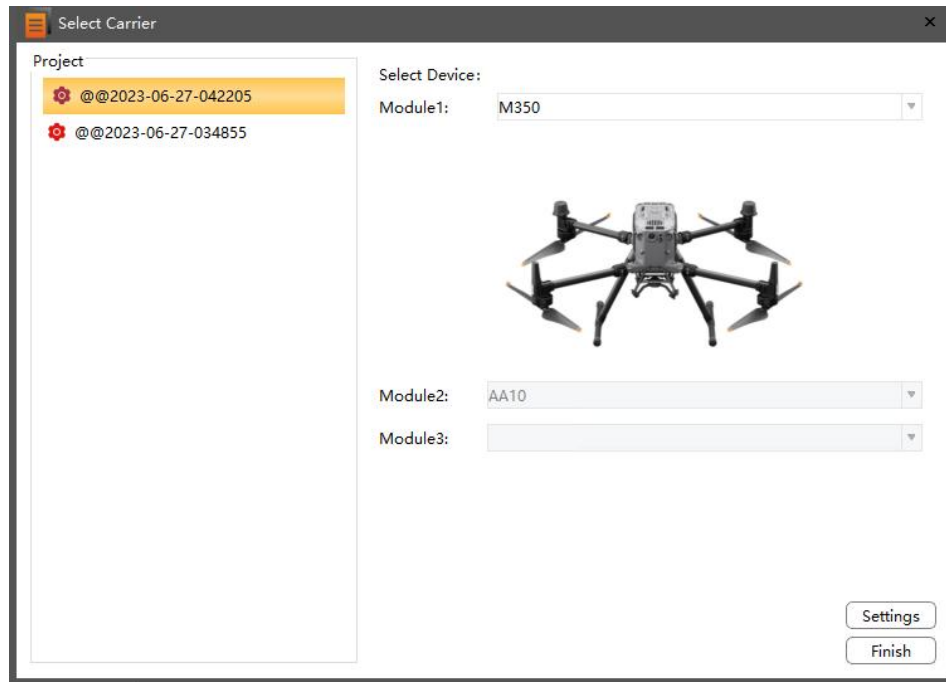 Select Carrier
Project
@@2023-06-27-042205
@@2023-06-27-034855
Select Device:
Module1: M350
Module2: AA10
Module3:
Settings
Finish